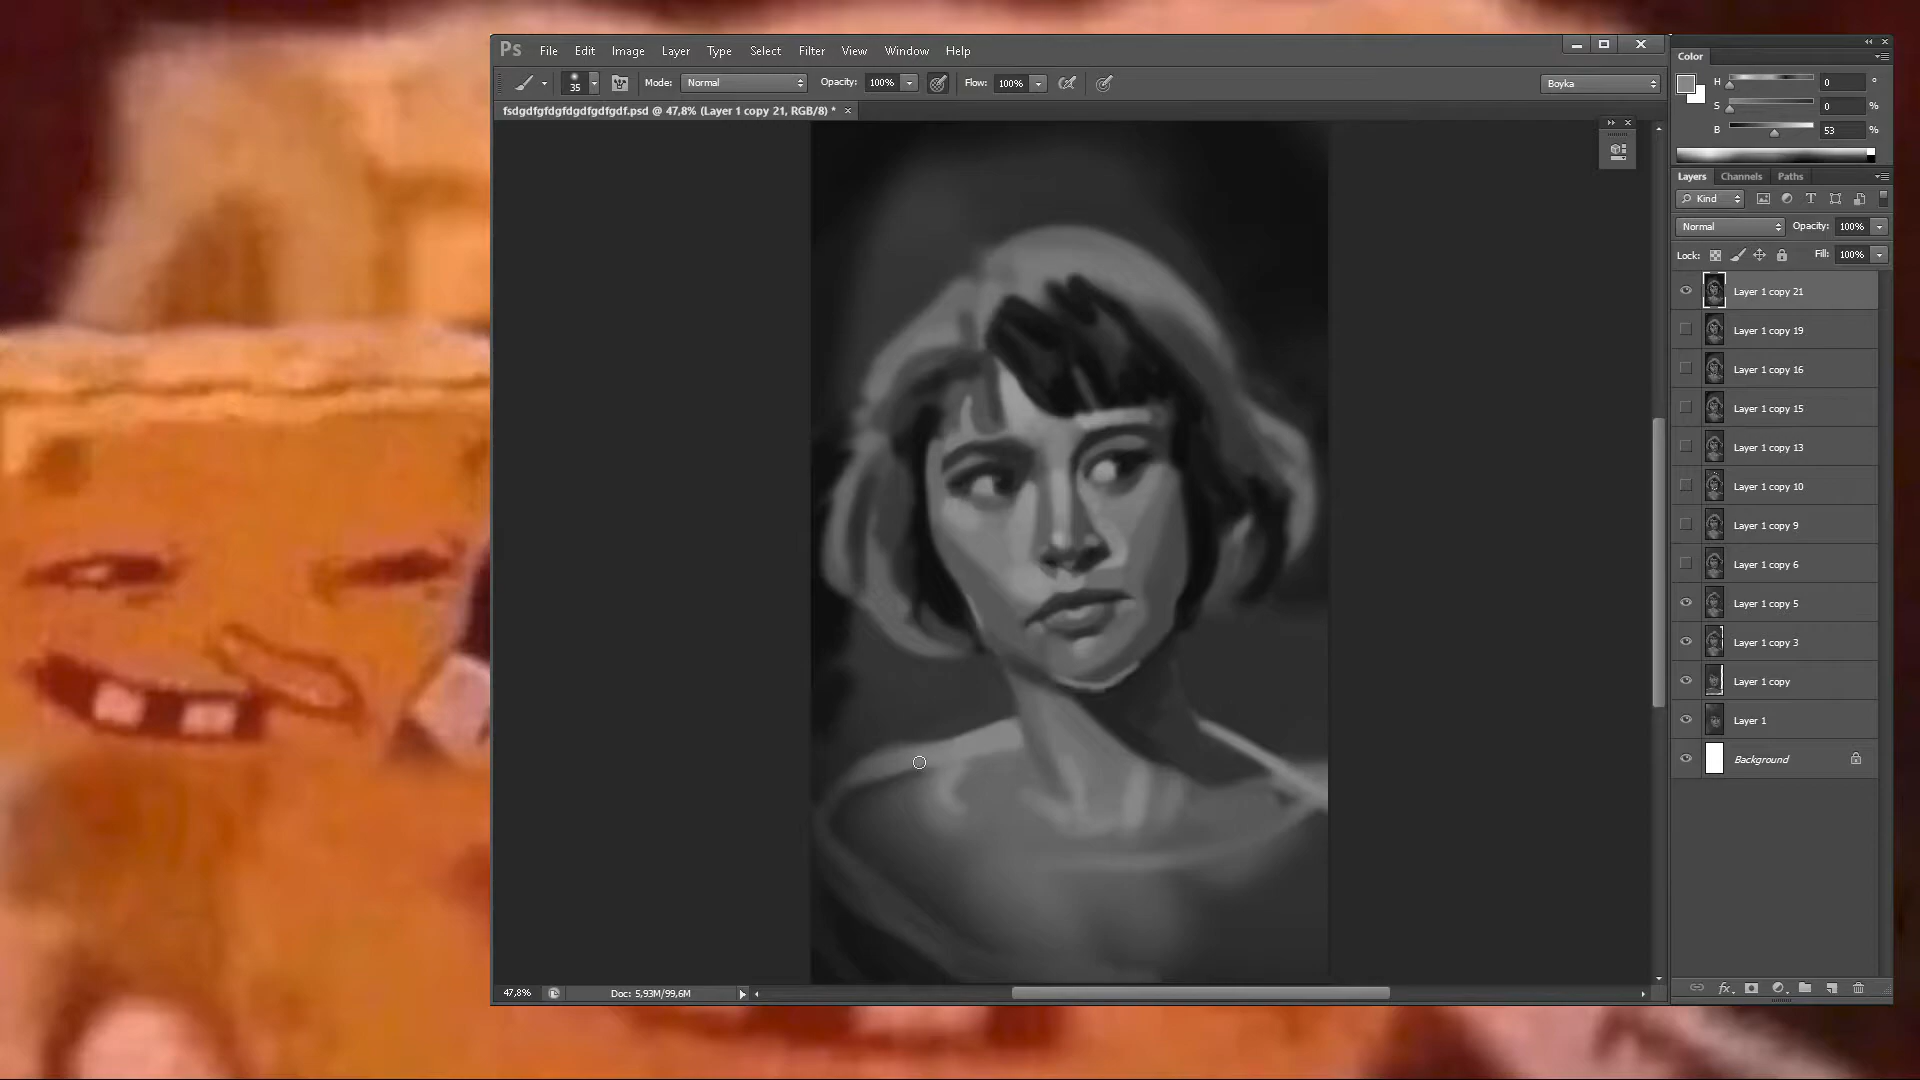 Ps File Edit Image Layer Type Select Filter View Window Help
35 Mode: Normal Opacity: 100% Flow: 100% Boyka
fsdgdfgfdgfdgdfgdfgdf.psd @ 47,8% (Layer 1 copy 21, RGB/8) * ×
Color
H 0 °
S 0 %
B 53 %
Layers Channels Paths
Kind
Normal Opacity: 100%
Lock: Fill: 100%
Layer 1 copy 21
Layer 1 copy 19
Layer 1 copy 16
Layer 1 copy 15
Layer 1 copy 13
Layer 1 copy 10
Layer 1 copy 9
Layer 1 copy 6
Layer 1 copy 5
Layer 1 copy 3
Layer 1 copy
Layer 1
Background
47,8% Doc: 5,93M/99,6M
fx